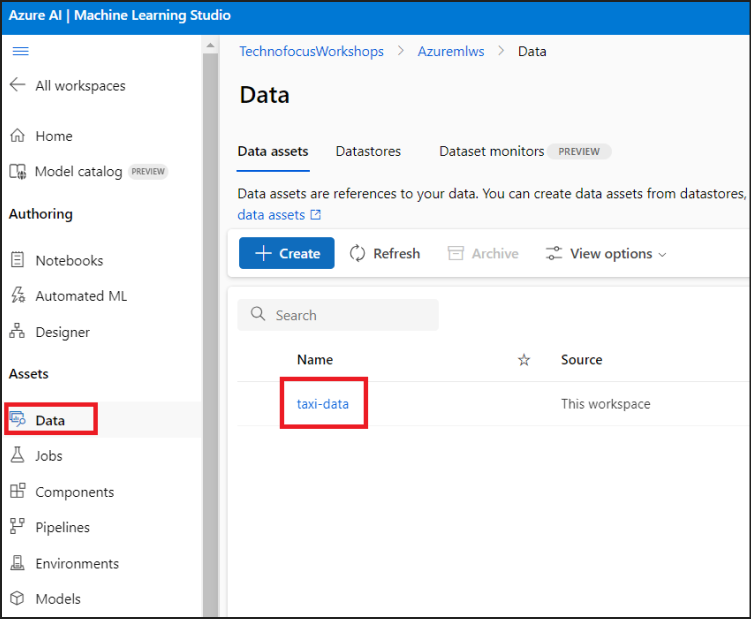 Azure AI | Machine Learning Studio
All workspaces
Home
Model catalog PREVIEW
Authoring
Notebooks
Automated ML
Designer
Assets
Data
Jobs
Components
Pipelines
Environments
Models
TechnofocusWorkshops > Azuremlws > Data
Data
Data assets Datastores Dataset monitors PREVIEW
Data assets are references to your data. You can create data assets from datastores,
data assets
Create Refresh Archive View options
Search
Name Source
taxi-data This workspace